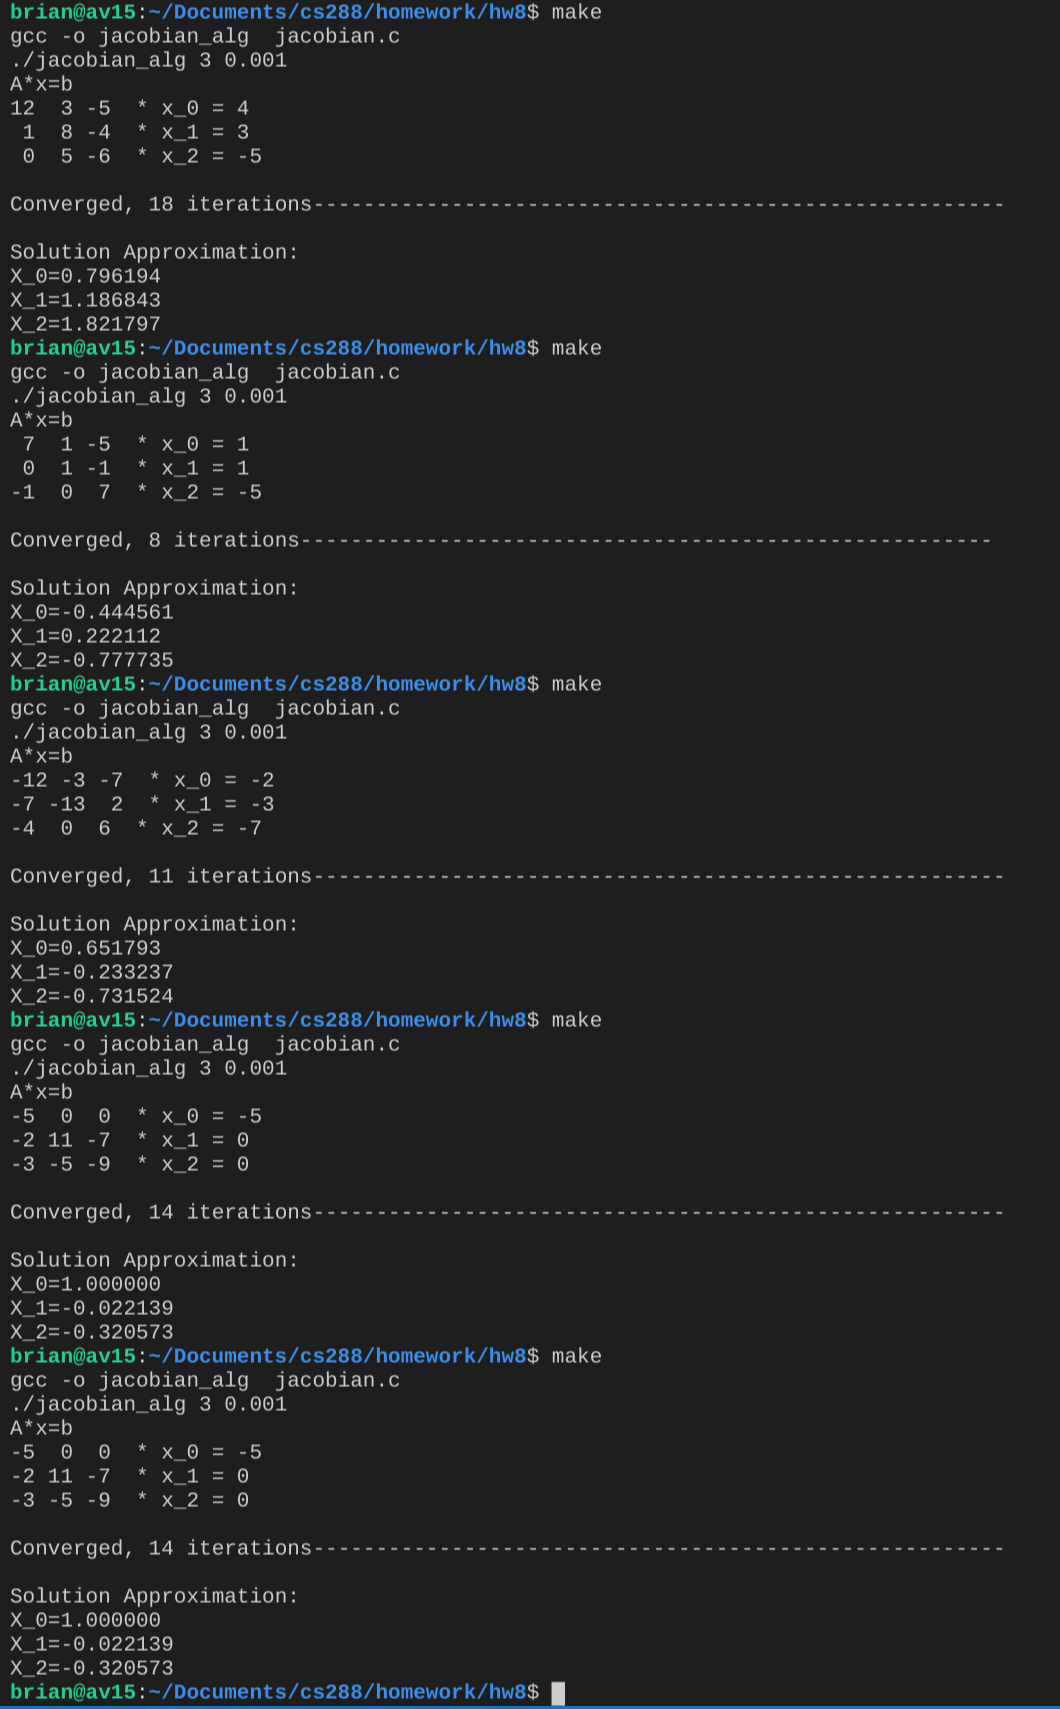 brian@av15:~/Documents/cs288/homework/hw8$ make
gcc -o jacobian_alg  jacobian.c
./jacobian_alg 3 0.001
A*x=b
12  3 -5  * x_0 = 4
 1  8 -4  * x_1 = 3
 0  5 -6  * x_2 = -5

Converged, 18 iterations-------------------------------------------------------

Solution Approximation:
X_0=0.796194
X_1=1.186843
X_2=1.821797
brian@av15:~/Documents/cs288/homework/hw8$ make
gcc -o jacobian_alg  jacobian.c
./jacobian_alg 3 0.001
A*x=b
 7  1 -5  * x_0 = 1
 0  1 -1  * x_1 = 1
-1  0  7  * x_2 = -5

Converged, 8 iterations-------------------------------------------------------

Solution Approximation:
X_0=-0.444561
X_1=0.222112
X_2=-0.777735
brian@av15:~/Documents/cs288/homework/hw8$ make
gcc -o jacobian_alg  jacobian.c
./jacobian_alg 3 0.001
A*x=b
-12 -3 -7  * x_0 = -2
-7 -13  2  * x_1 = -3
-4  0  6  * x_2 = -7

Converged, 11 iterations-------------------------------------------------------

Solution Approximation:
X_0=0.651793
X_1=-0.233237
X_2=-0.731524
brian@av15:~/Documents/cs288/homework/hw8$ make
gcc -o jacobian_alg  jacobian.c
./jacobian_alg 3 0.001
A*x=b
-5  0  0  * x_0 = -5
-2 11 -7  * x_1 = 0
-3 -5 -9  * x_2 = 0

Converged, 14 iterations-------------------------------------------------------

Solution Approximation:
X_0=1.000000
X_1=-0.022139
X_2=-0.320573
brian@av15:~/Documents/cs288/homework/hw8$ make
gcc -o jacobian_alg  jacobian.c
./jacobian_alg 3 0.001
A*x=b
-5  0  0  * x_0 = -5
-2 11 -7  * x_1 = 0
-3 -5 -9  * x_2 = 0

Converged, 14 iterations-------------------------------------------------------

Solution Approximation:
X_0=1.000000
X_1=-0.022139
X_2=-0.320573
brian@av15:~/Documents/cs288/homework/hw8$